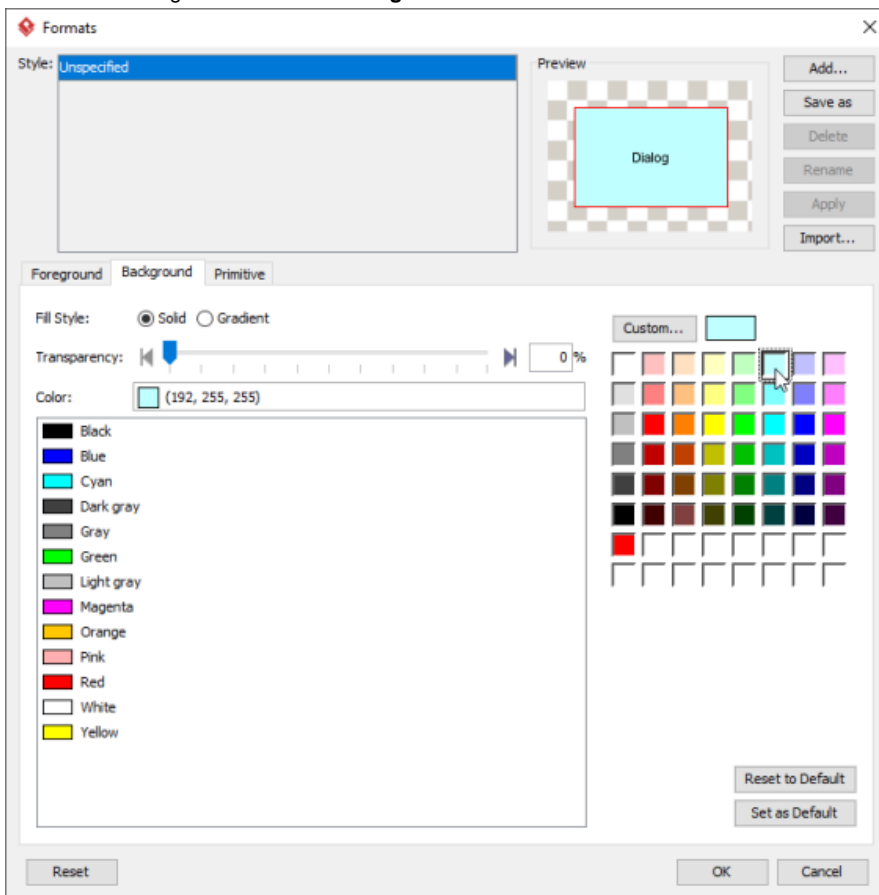 Formats
Style: Unspecified
Preview
Dialog
Add...
Save as
Delete
Rename
Apply
Import...
Foreground Background Primitive
Fill Style: Solid Gradient
Custom...
Transparency: 0 %
Color: (192, 255, 255)
Black
Blue
Cyan
Dark gray
Gray
Green
Light gray
Magenta
Orange
Pink
Red
White
Yellow
Reset to Default
Set as Default
Reset OK Cancel